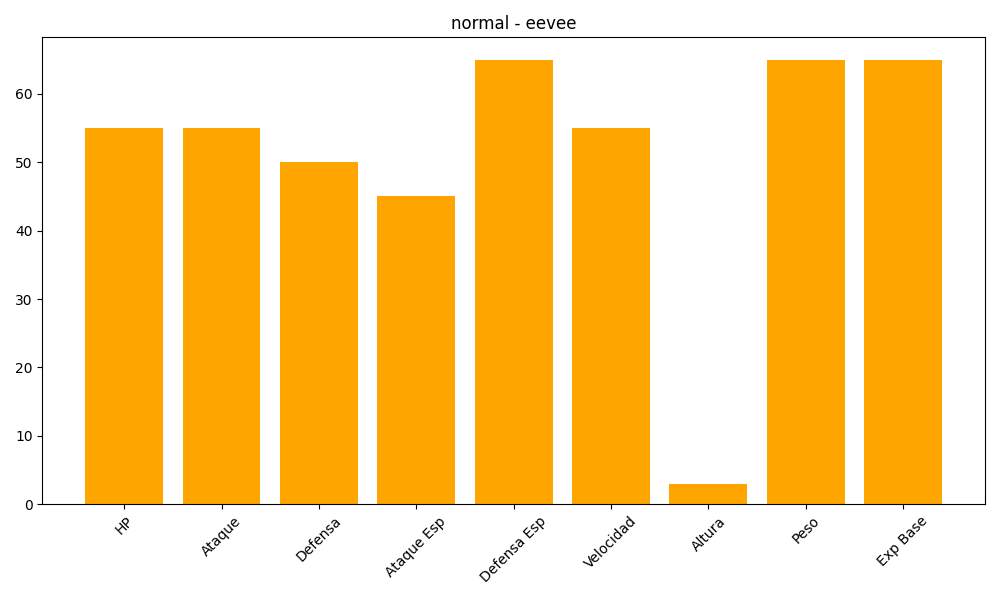 normal - eevee
60
50
40
30
20
10
0
HP
Ataque
Defensa
Ataque Esp
Defensa Esp
Velocidad
Altura
Peso
Exp Base